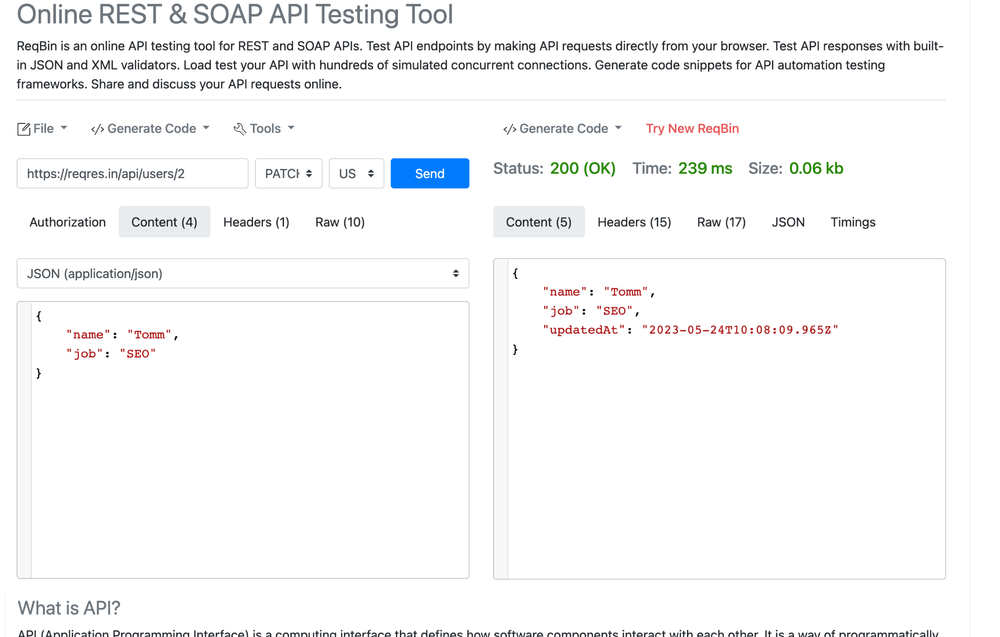 Online REST & SOAP API Testing Tool
ReqBin is an online API testing tool for REST and SOAP APIs. Test API endpoints by making API requests directly from your browser. Test API responses with built-
in JSON and XML validators. Load test your API with hundreds of simulated concurrent connections. Generate code snippets for API automation testing
frameworks. Share and discuss your API requests online.
File </> Generate Code Tools
</> Generate Code Try New ReqBin
https://reqres.in/api/users/2 PATCH US Send
Status: 200 (OK) Time: 239 ms Size: 0.06 kb
Authorization Content (4) Headers (1) Raw (10)
Content (5) Headers (15) Raw (17) JSON Timings
JSON (application/json)
{
"name": "Tomm",
"job": "SEO"
}
{
"name": "Tomm",
"job": "SEO",
"updatedAt": "2023-05-24T10:08:09.965Z"
}
What is API?
API (Application Programming Interface) is a computing interface that defines how software components interact with each other. It is a way of programmatically